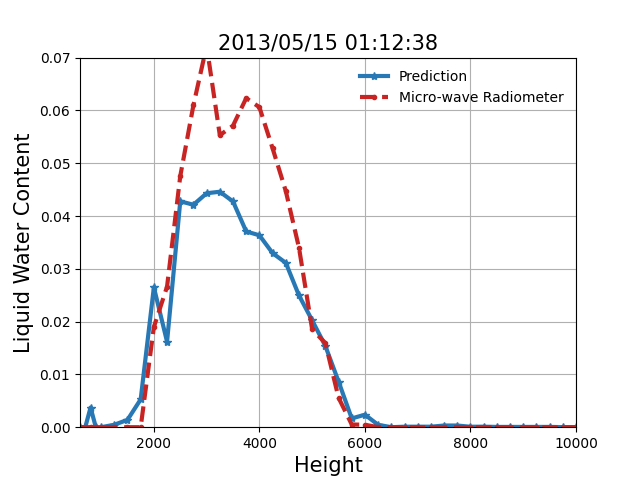 2013/05/15 01:12:38
0.07
0.06
0.05
0.04
0.03
0.02
0.01
0.00
Liquid Water Content
Prediction
Micro-wave Radiometer
2000 4000 6000 8000 10000
Height